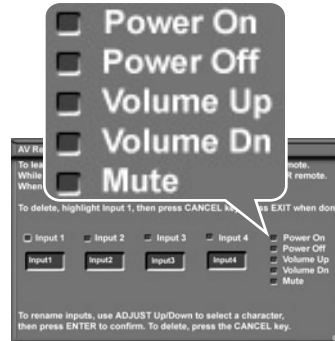 Power On
Power Off
Volume Up
Volume Dn
Mute
AV Re
To lea
mote.
While
R remote.
When
To delete, highlight Input 1, then press CANCEL key
ss EXIT when don
Input 1 Input 2 Input 3 Input 4
Input1 Input2 Input3 Input4
Power On
Power Off
Volume Up
Volume Dn
Mute
To rename inputs, use ADJUST Up/Down to select a character,
then press ENTER to confirm. To delete, press the CANCEL key.